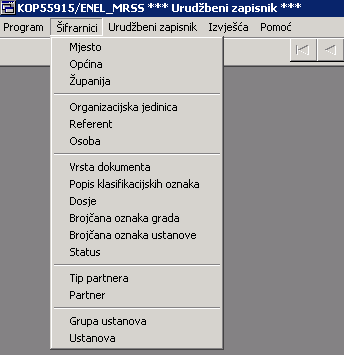 KOP55915/ENEL_MRSS *** Urudžbeni zapisnik ***
Program Šifrarnici Urudžbeni zapisnik Izvješća Pomoć
Mjesto
Općina
Županija
Organizacijska jedinica
Referent
Osoba
Vrsta dokumenta
Popis klasifikacijskih oznaka
Dosje
Brojčana oznaka grada
Brojčana oznaka ustanove
Status
Tip partnera
Partner
Grupa ustanova
Ustanova